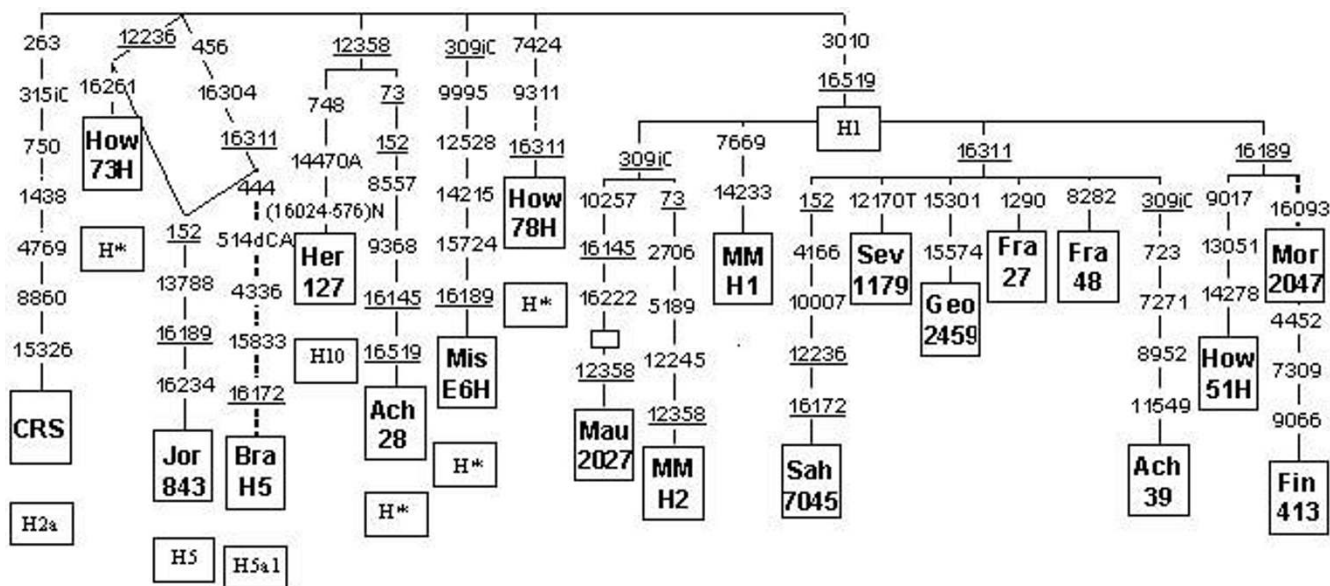 263
315iC
750
1438
4769
8860
15326
CRS
H2a
12236
16261
How
73H
H*
456
16304
16311
152
13788
16189
16234
Jor
843
H5
444
514dCA
4336
15833
16172
Bra
H5
H5a1
12358
748
14470A
(16024-576)N
Her
127
H10
73
152
8557
9368
16145
16519
Ach
28
H*
309iC
9995
12528
14215
15724
16189
Mis
E6H
H*
7424
9311
16311
How
78H
H*
3010
16519
H1
309iC
10257
16145
16222
12358
Mau
2027
73
2706
5189
12245
12358
MM
H2
7669
14233
MM
H1
16311
152
4166
10007
12236
16172
Sah
7045
12170T
Sev
1179
15301
15574
Geo
2459
1290
Fra
27
8282
Fra
48
309iC
723
7271
8952
11549
Ach
39
16189
9017
13051
14278
How
51H
16093
Mor
2047
4452
7309
9066
Fin
413